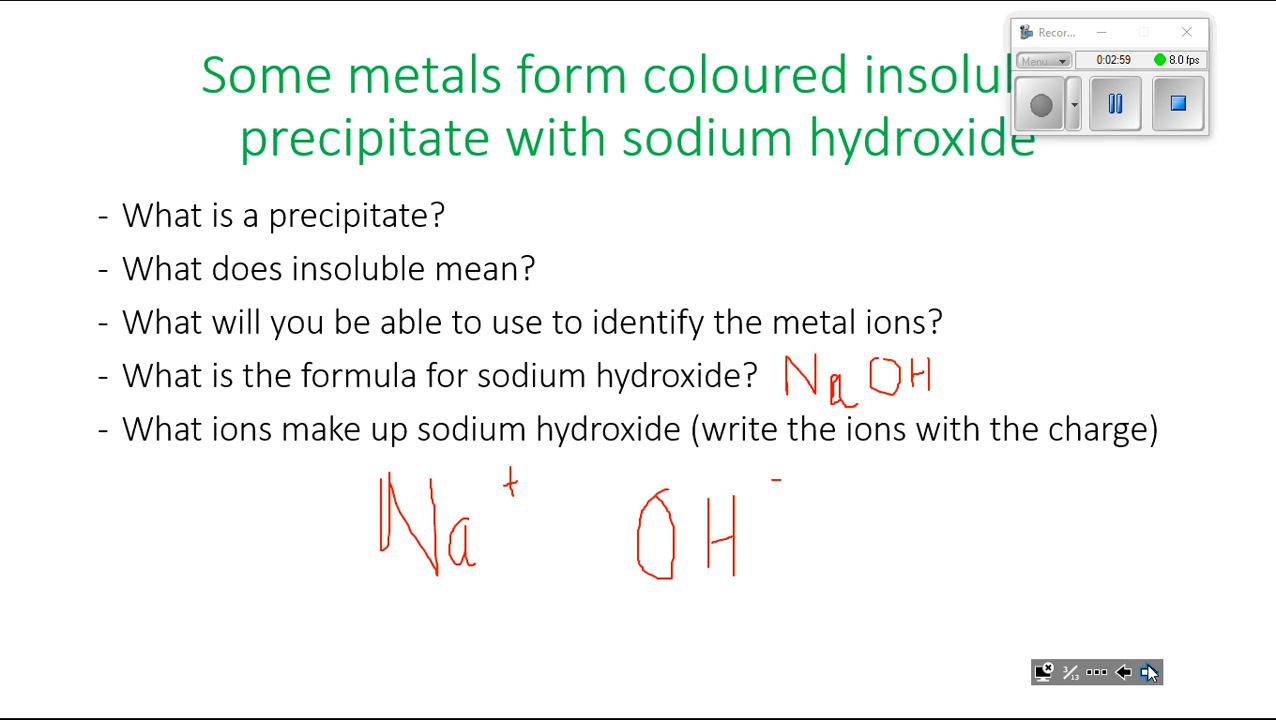 Some metals form coloured insolu
precipitate with sodium hydroxide
Recor...
Menu
0:02:59
8.0 fps
- What is a precipitate?
- What does insoluble mean?
- What will you be able to use to identify the metal ions?
- What is the formula for sodium hydroxide? NaOH
- What ions make up sodium hydroxide (write the ions with the charge)
Na+ OH-
3/13